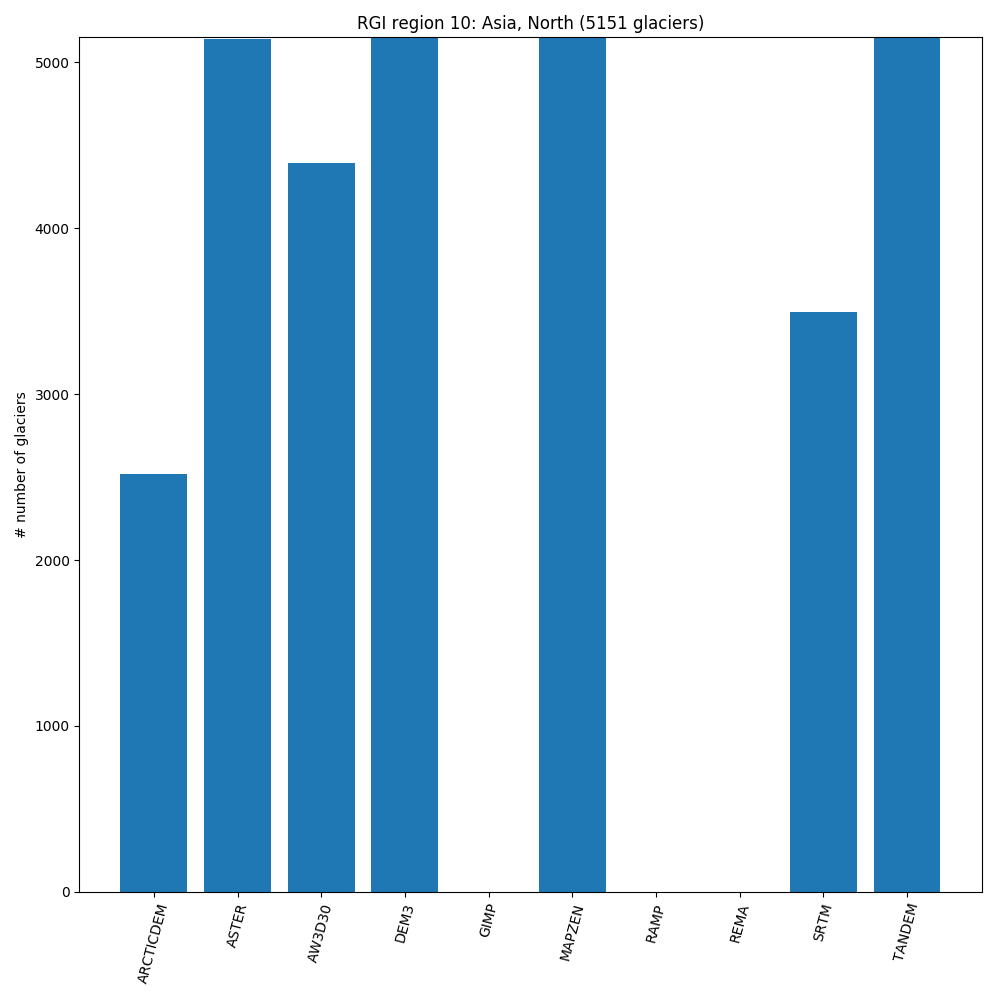 RGI region 10: Asia, North (5151 glaciers)
# number of glaciers
5000
4000
3000
2000
1000
0
ARCTICDEM
ASTER
AW3D30
DEM3
GIMP
MAPZEN
RAMP
REMA
SRTM
TANDEM